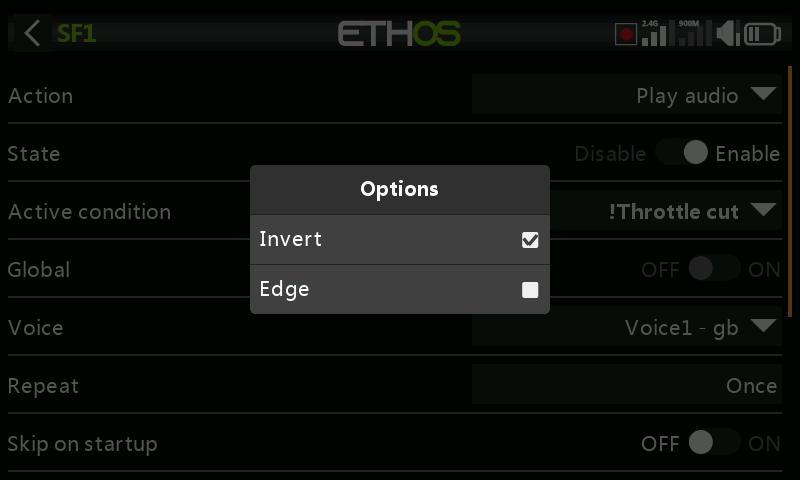 SF1 ETHOS 2.4G 900M
Action Play audio
State Disable Enable
Options
Active condition !Throttle cut
Invert
Global OFF ON
Edge
Voice Voice1 - gb
Repeat Once
Skip on startup OFF ON